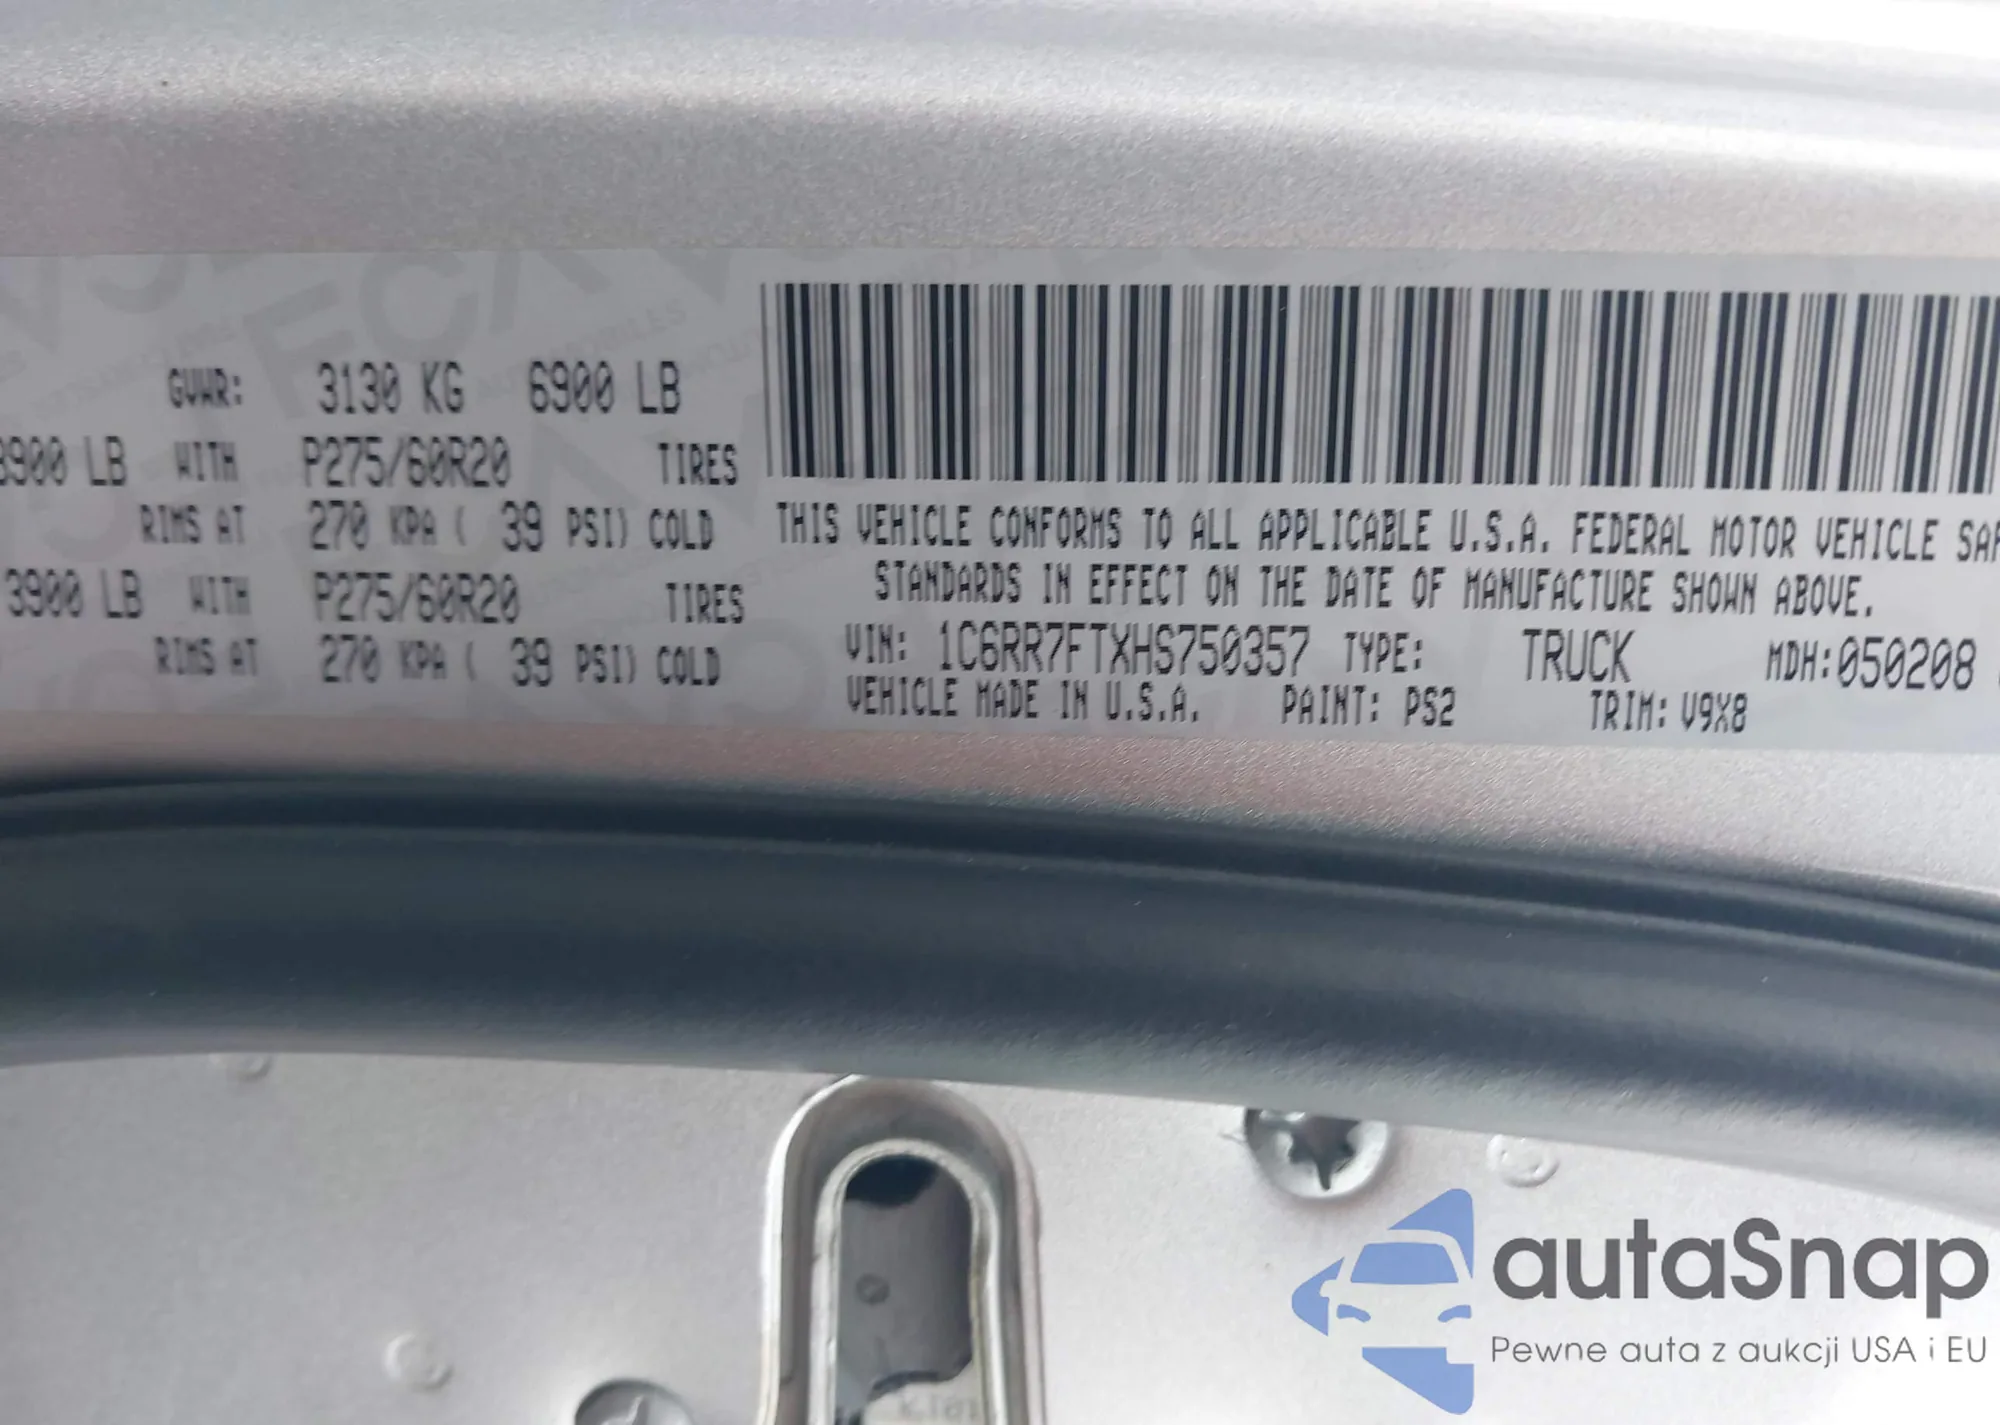 GVWR: 3130 KG 6900 LB
3900 LB WITH P275/60R20 TIRES
RIMS AT 270 KPA ( 39 PSI) COLD
3900 LB WITH P275/60R20 TIRES
RIMS AT 270 KPA ( 39 PSI) COLD
THIS VEHICLE CONFORMS TO ALL APPLICABLE U.S.A. FEDERAL MOTOR VEHICLE SAF
STANDARDS IN EFFECT ON THE DATE OF MANUFACTURE SHOWN ABOVE.
VIN: 1C6RR7FTXHS750357 TYPE: TRUCK MDH:050208
VEHICLE MADE IN U.S.A. PAINT: PS2 TRIM: V9X8
autaSnap
Pewne auta z aukcji USA i EU